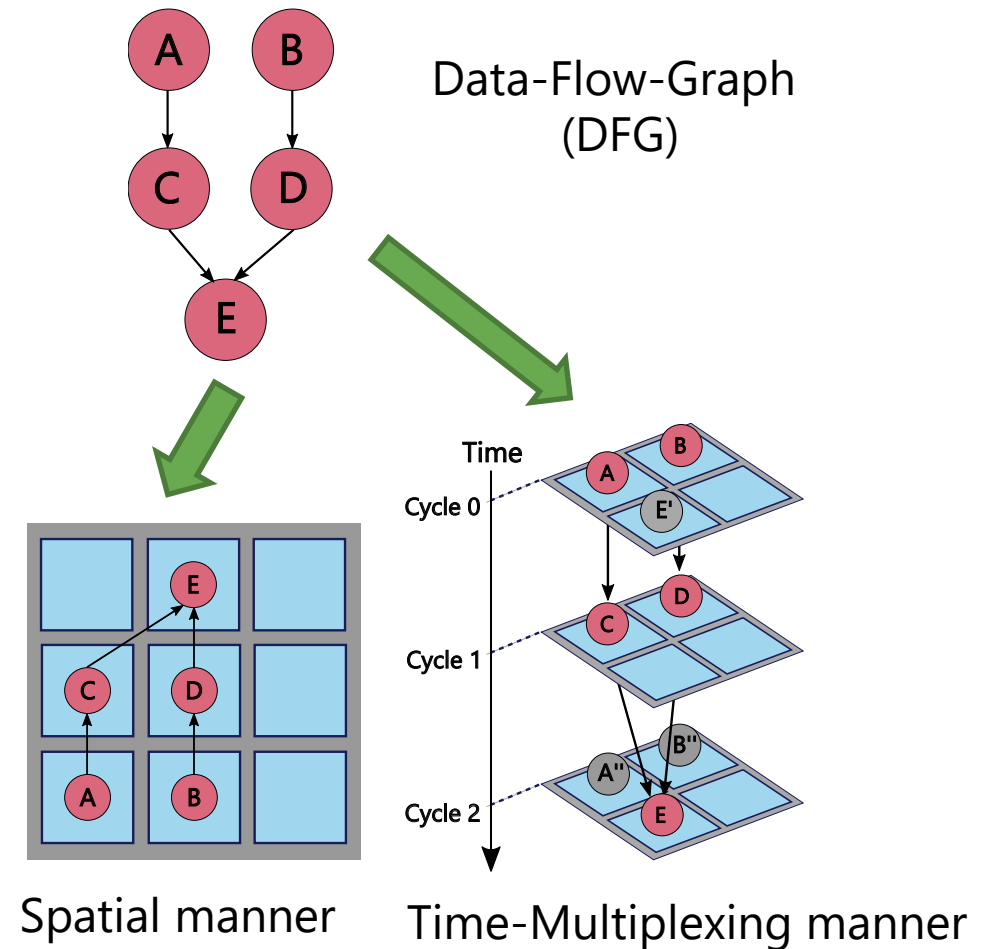 A B
Data-Flow-Graph
(DFG)
C D
E
Time
Cycle 0
A
B
E'
Cycle 1
C
D
Cycle 2
A"
B"
E
E
C D
A B
Spatial manner
Time-Multiplexing manner